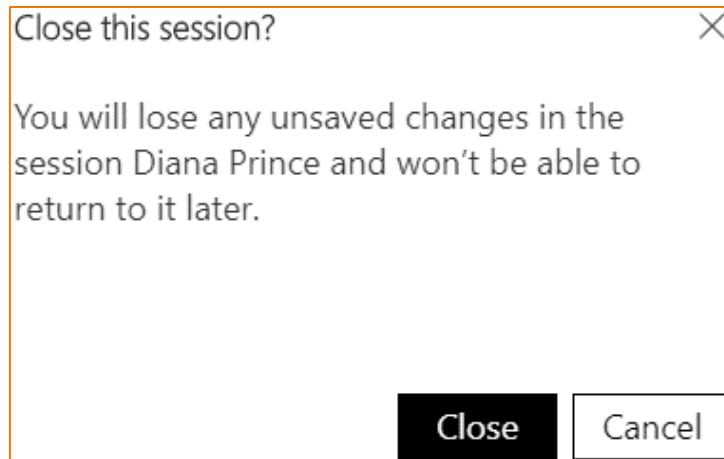 Close this session?
You will lose any unsaved changes in the
session Diana Prince and won't be able to
return to it later.
Close
Cancel